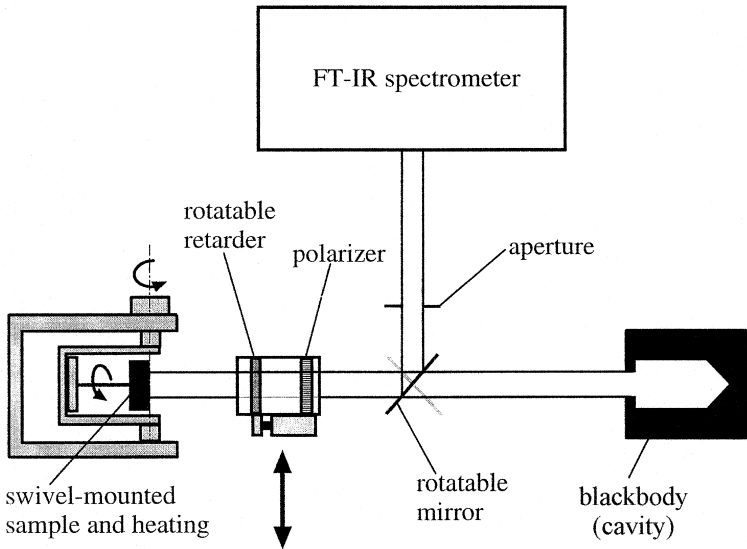 FT-IR spectrometer
rotatable
retarder
polarizer
aperture
swivel-mounted
sample and heating
rotatable
mirror
blackbody
(cavity)